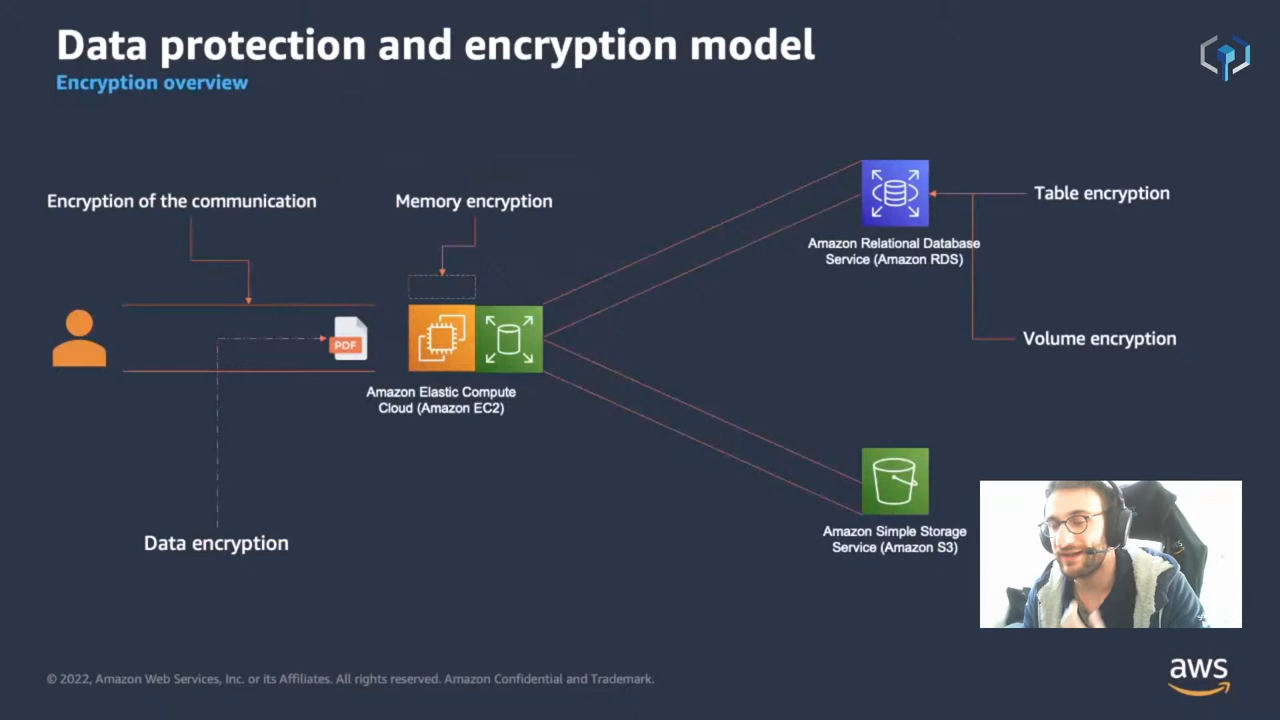 Data protection and encryption model
Encryption overview
Encryption of the communication
Memory encryption
Table encryption
Amazon Relational Database
Service (Amazon RDS)
PDF
Volume encryption
Amazon Elastic Compute
Cloud (Amazon EC2)
Data encryption
Amazon Simple Storage
Service (Amazon S3)
© 2022, Amazon Web Services, Inc. or its Affiliates. All rights reserved. Amazon Confidential and Trademark.
aws